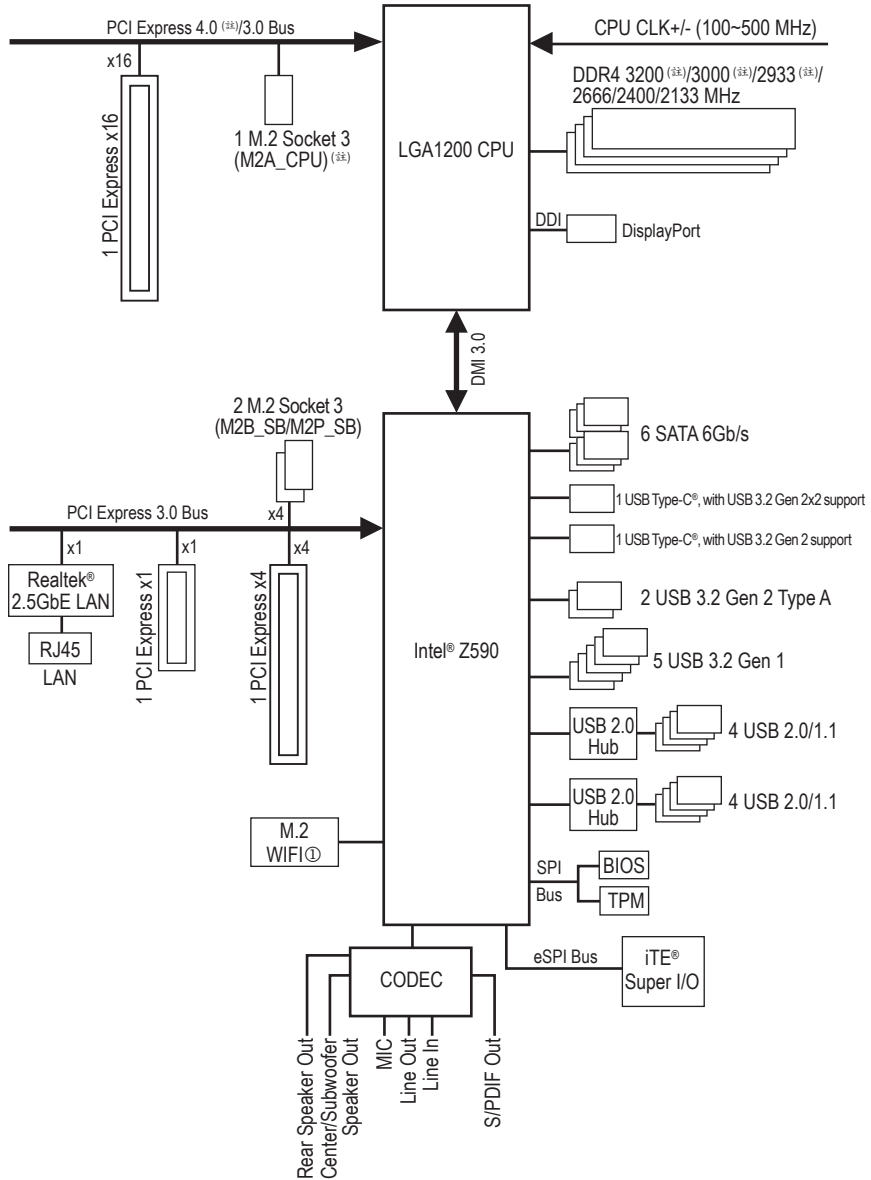 PCI Express 4.0 (註)/3.0 Bus
x16
1 PCI Express x16
1 M.2 Socket 3
(M2A_CPU) (註)
LGA1200 CPU
CPU CLK+/- (100~500 MHz)
DDR4 3200 (註)/3000 (註)/2933 (註)/
2666/2400/2133 MHz
DDI
DisplayPort
DMI 3.0
2 M.2 Socket 3
(M2B_SB/M2P_SB)
x4
PCI Express 3.0 Bus
x1
x1
x4
Realtek®
2.5GbE LAN
RJ45
LAN
1 PCI Express x1
1 PCI Express x4
Intel® Z590
6 SATA 6Gb/s
1 USB Type-C®, with USB 3.2 Gen 2x2 support
1 USB Type-C®, with USB 3.2 Gen 2 support
2 USB 3.2 Gen 2 Type A
5 USB 3.2 Gen 1
USB 2.0
Hub
4 USB 2.0/1.1
USB 2.0
Hub
4 USB 2.0/1.1
M.2
WIFI①
SPI
Bus
BIOS
TPM
eSPI Bus
iTE®
Super I/O
CODEC
Rear Speaker Out
Center/Subwoofer
Speaker Out
MIC
Line Out
Line In
S/PDIF Out